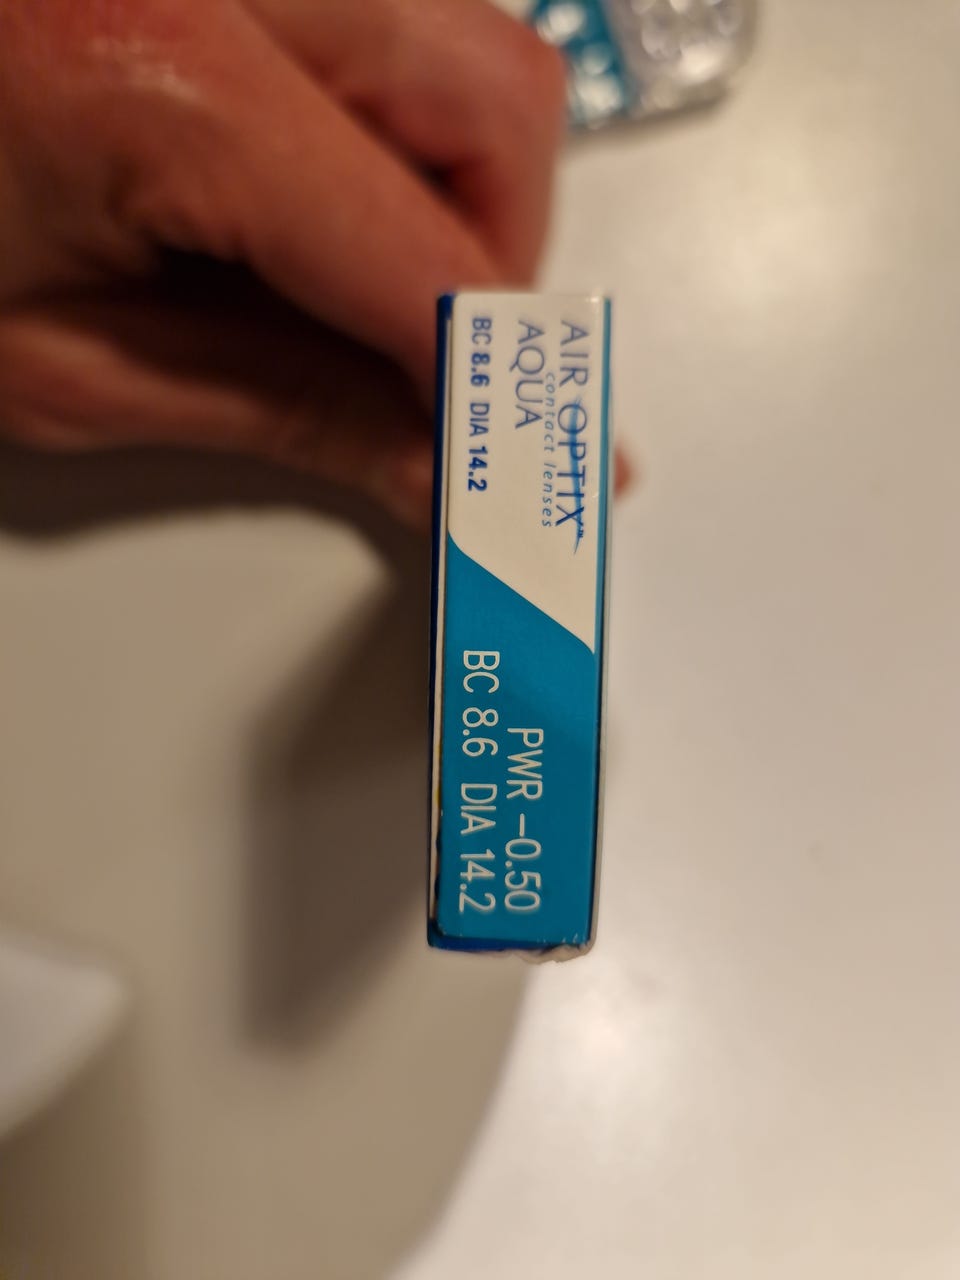 AIR OPTIX™
contact lenses
AQUA
BC 8.6 DIA 14.2
PWR –0.50
BC 8.6 DIA 14.2